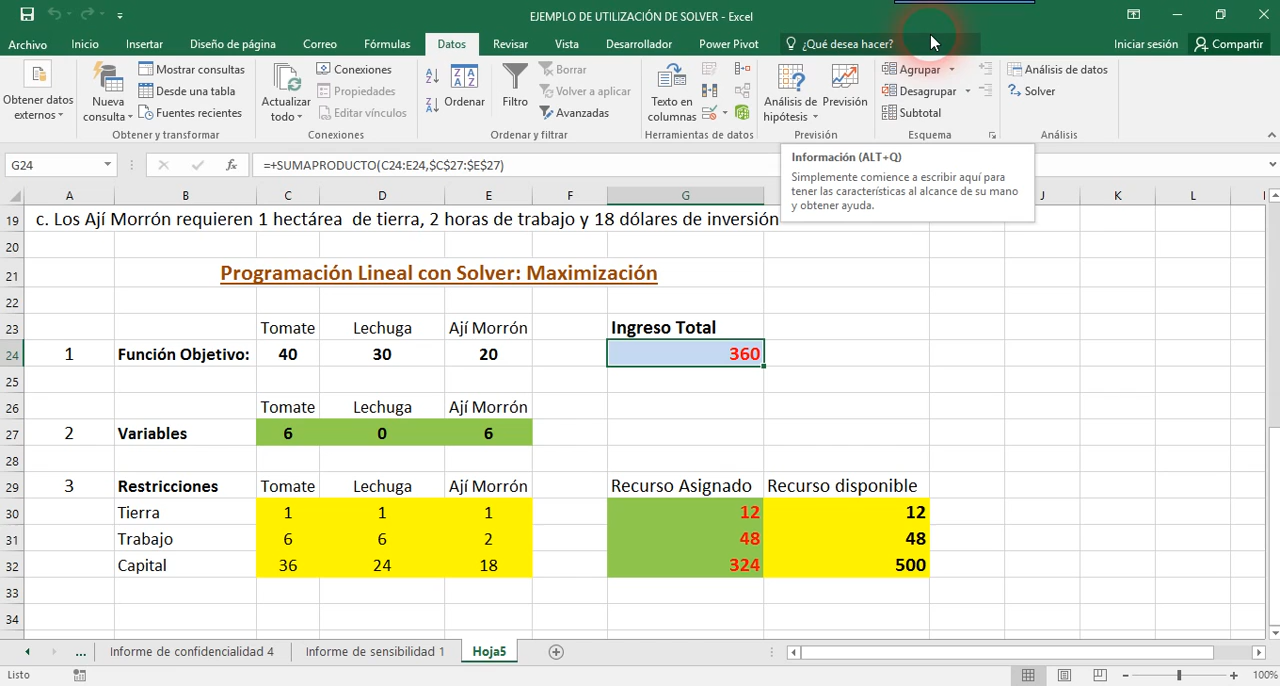 EJEMPLO DE UTILIZACIÓN DE SOLVER - Excel
Archivo Inicio Insertar Diseño de página Correo Fórmulas Datos Revisar Vista Desarrollador Power Pivot ¿Qué desea hacer? Iniciar sesión Compartir
Obtener datos externos
Nueva consulta
Mostrar consultas
Desde una tabla
Fuentes recientes
Obtener y transformar
Actualizar todo
Conexiones
Propiedades
Editar vínculos
Conexiones
Ordenar
Filtro
Borrar
Volver a aplicar
Avanzadas
Ordenar y filtrar
Texto en columnas
Herramientas de datos
Análisis de hipótesis
Previsión
Previsión
Agrupar
Desagrupar
Subtotal
Esquema
Análisis de datos
Solver
Análisis
G24 fx =+SUMAPRODUCTO(C24:E24,$C$27:$E$27)
Información (ALT+Q)
Simplemente comience a escribir aquí para
tener las características al alcance de su mano
y obtener ayuda.
A B C D E F G J K L
19 c. Los Ají Morrón requieren 1 hectárea de tierra, 2 horas de trabajo y 18 dólares de inversión
20
21 Programación Lineal con Solver: Maximización
22
23 Tomate Lechuga Ají Morrón Ingreso Total
24 1 Función Objetivo: 40 30 20 360
25
26 Tomate Lechuga Ají Morrón
27 2 Variables 6 0 6
28
29 3 Restricciones Tomate Lechuga Ají Morrón Recurso Asignado Recurso disponible
30 Tierra 1 1 1 12 12
31 Trabajo 6 6 2 48 48
32 Capital 36 24 18 324 500
33
34
... Informe de confidencialidad 4 Informe de sensibilidad 1 Hoja5
Listo 100%